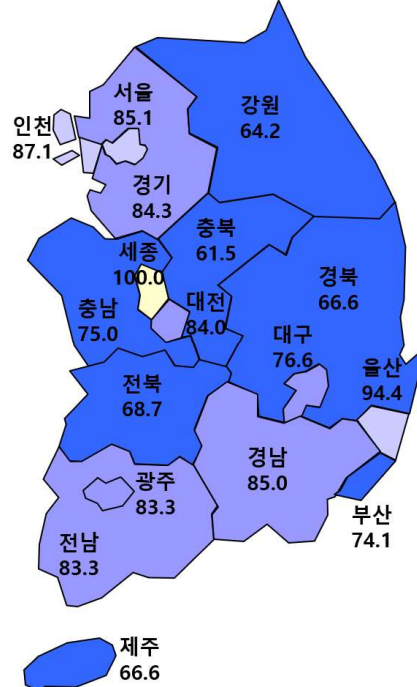 서울
85.1
강원
64.2
인천
87.1
경기
84.3
충북
61.5
세종
100.0
경북
66.6
충남
75.0
대전
84.0
대구
76.6
울산
94.4
전북
68.7
경남
85.0
광주
83.3
부산
74.1
전남
83.3
제주
66.6